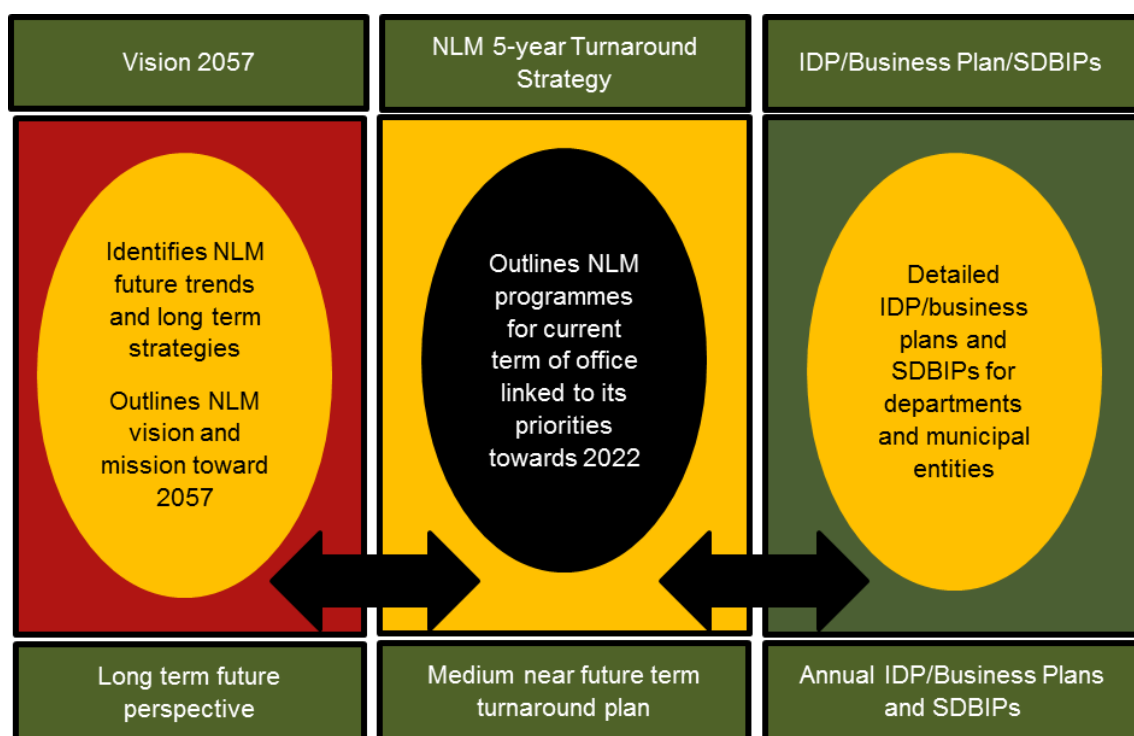 Vision 2057
NLM 5-year Turnaround
Strategy
IDP/Business Plan/SDBIPs
Identifies NLM
future trends
and long term
strategies
Outlines NLM
vision and
mission toward
2057
Outlines NLM
programmes
for current
term of office
linked to its
priorities
towards 2022
Detailed
IDP/business
plans and
SDBIPs for
departments
and municipal
entities
Long term future
perspective
Medium near future term
turnaround plan
Annual IDP/Business Plans
and SDBIPs